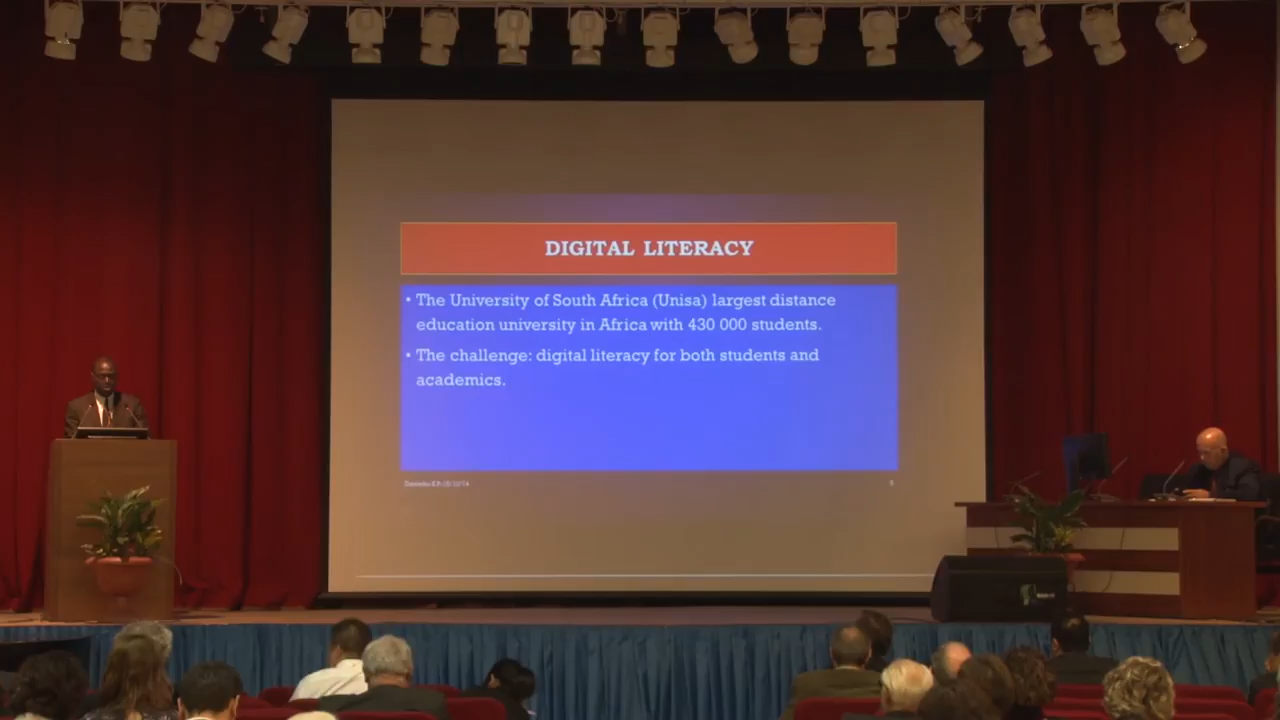 DIGITAL LITERACY
• The University of South Africa (Unisa) largest distance
education university in Africa with 430 000 students.
• The challenge: digital literacy for both students and
academics.